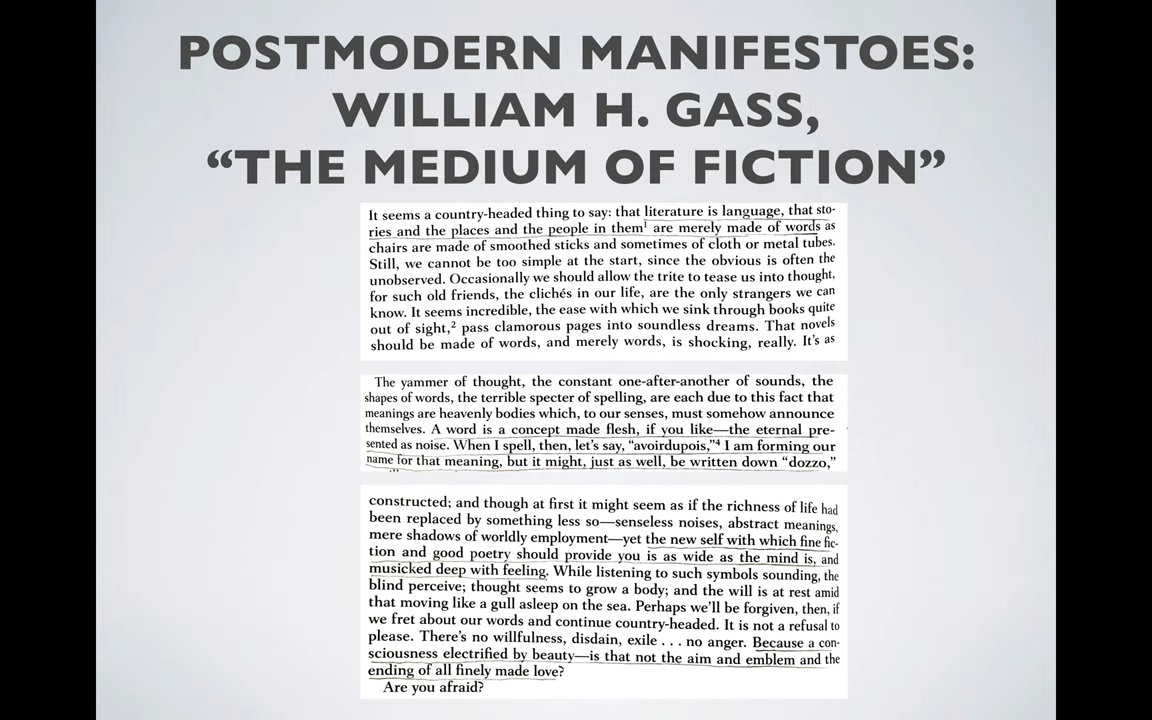 POSTMODERN MANIFESTOES:
WILLIAM H. GASS,
“THE MEDIUM OF FICTION”
It seems a country-headed thing to say: that literature is language, that sto-
ries and the places and the people in them¹ are merely made of words as
chairs are made of smoothed sticks and sometimes of cloth or metal tubes.
Still, we cannot be too simple at the start, since the obvious is often the
unobserved. Occasionally we should allow the trite to tease us into thought,
for such old friends, the clichés in our life, are the only strangers we can
know. It seems incredible, the ease with which we sink through books quite
out of sight,² pass clamorous pages into soundless dreams. That novels
should be made of words, and merely words, is shocking, really. It's as
The yammer of thought, the constant one-after-another of sounds, the
shapes of words, the terrible specter of spelling, are each due to this fact that
meanings are heavenly bodies which, to our senses, must somehow announce
themselves. A word is a concept made flesh, if you like—the eternal pre-
sented as noise. When I spell, then, let's say, “avoirdupois,”⁴ I am forming our
name for that meaning, but it might, just as well, be written down “dozzo,”
constructed; and though at first it might seem as if the richness of life had
been replaced by something less so—senseless noises, abstract meanings,
mere shadows of worldly employment—yet the new self with which fine fic-
tion and good poetry should provide you is as wide as the mind is, and
musicked deep with feeling. While listening to such symbols sounding, the
blind perceive; thought seems to grow a body; and the will is at rest amid
that moving like a gull asleep on the sea. Perhaps we'll be forgiven, then, if
we fret about our words and continue country-headed. It is not a refusal to
please. There's no willfulness, disdain, exile . . . no anger. Because a con-
sciousness electrified by beauty—is that not the aim and emblem and the
ending of all finely made love?
Are you afraid?